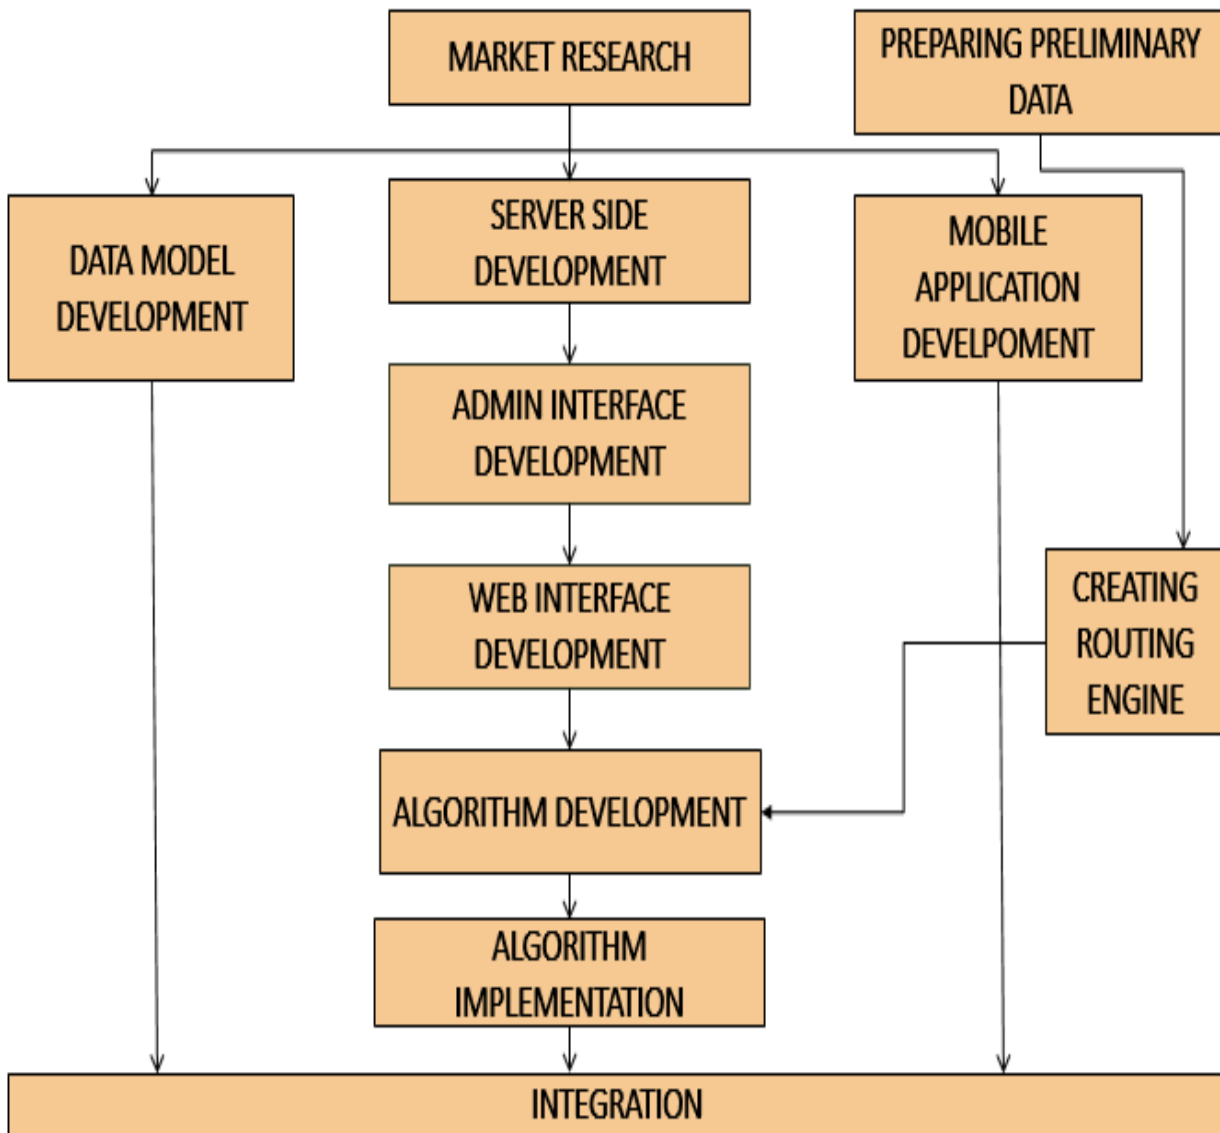 MARKET RESEARCH
PREPARING PRELIMINARY
DATA
DATA MODEL
DEVELOPMENT
SERVER SIDE
DEVELOPMENT
MOBILE
APPLICATION
DEVELPOMENT
ADMIN INTERFACE
DEVELOPMENT
WEB INTERFACE
DEVELOPMENT
CREATING
ROUTING
ENGINE
ALGORITHM DEVELOPMENT
ALGORITHM
IMPLEMENTATION
INTEGRATION